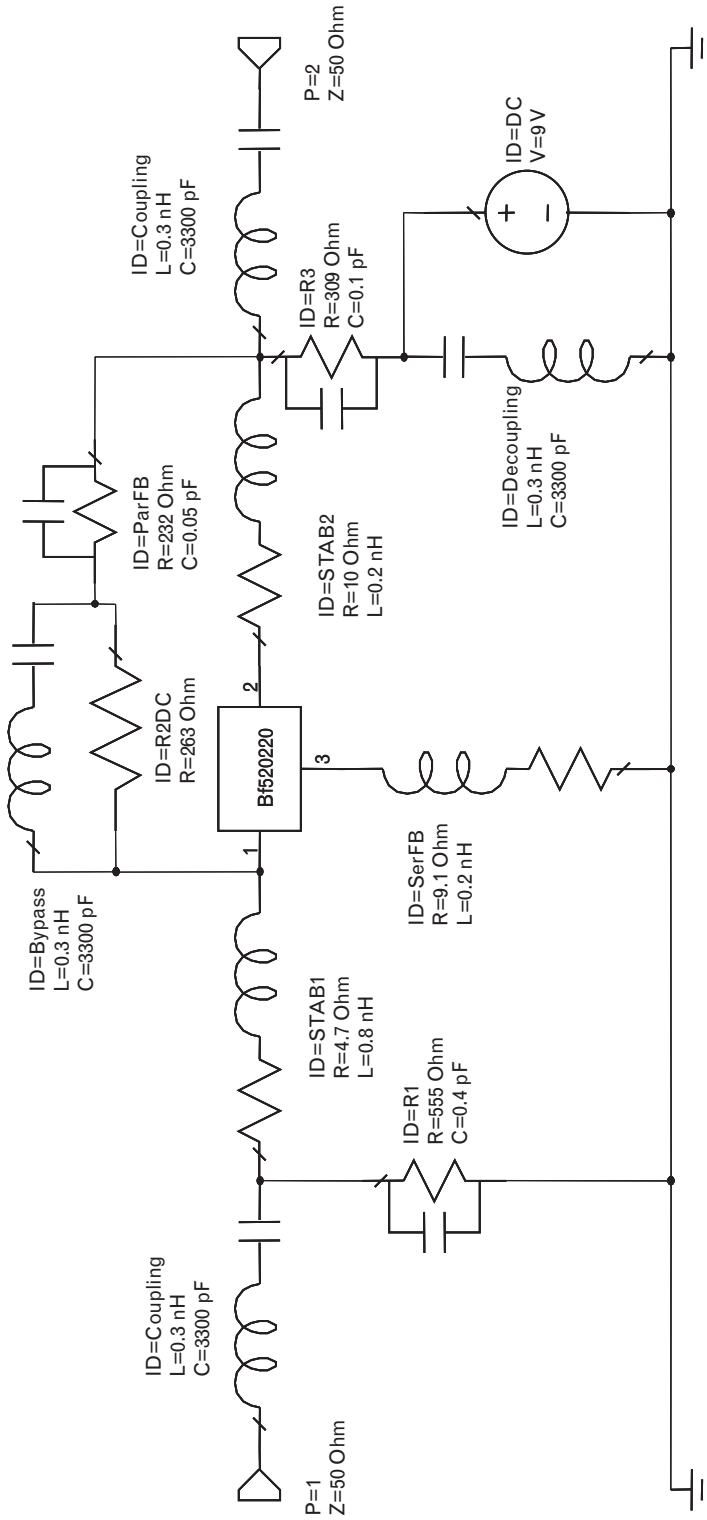 P=1
Z=50 Ohm
ID=Coupling
L=0.3 nH
C=3300 pF
ID=R1
R=555 Ohm
C=0.4 pF
ID=STAB1
R=4.7 Ohm
L=0.8 nH
ID=Bypass
L=0.3 nH
C=3300 pF
ID=R2DC
R=263 Ohm
ID=ParFB
R=232 Ohm
C=0.05 pF
1
Bf520220
2
3
ID=SerFB
R=9.1 Ohm
L=0.2 nH
ID=STAB2
R=10 Ohm
L=0.2 nH
ID=R3
R=309 Ohm
C=0.1 pF
ID=Decoupling
L=0.3 nH
C=3300 pF
ID=Coupling
L=0.3 nH
C=3300 pF
ID=DC
V=9V
+
–
P=2
Z=50 Ohm